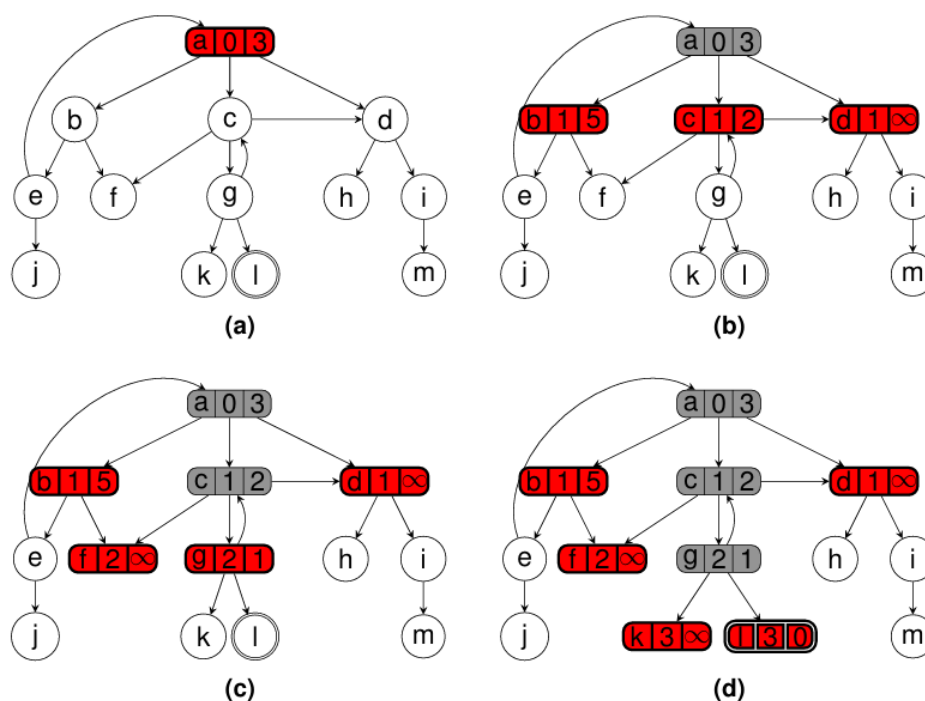 a 0 3
b c d
e f g h i
j k l m
(a)
a 0 3
b 1 5 c 1 2 d 1 ∞
e f g h i
j k l m
(b)
a 0 3
b 1 5 c 1 2 d 1 ∞
e f 2 ∞ g 2 1 h i
j k l m
(c)
a 0 3
b 1 5 c 1 2 d 1 ∞
e f 2 ∞ g 2 1 h i
j k 3 ∞ l 3 0 m
(d)